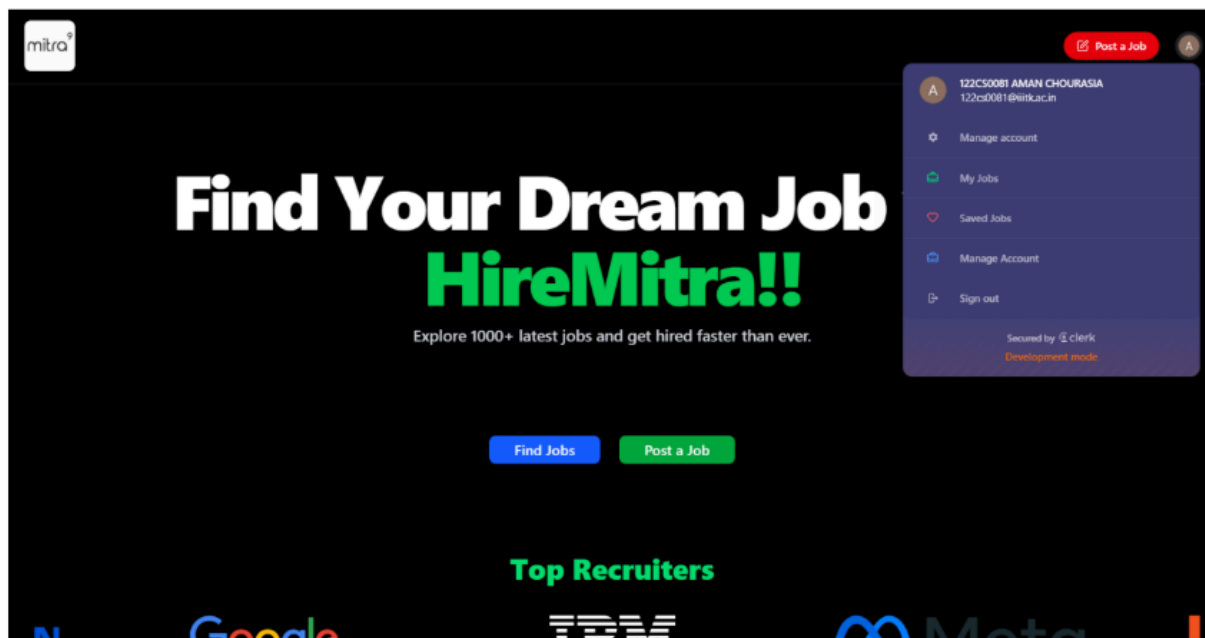 mitra9
Post a Job
A
A
122CS0081 AMAN CHOURASIA
122cs0081@iiitk.ac.in
Manage account
My Jobs
Saved Jobs
Manage Account
Sign out
Secured by clerk
Development mode
Find Your Dream Job
HireMitra!!
Explore 1000+ latest jobs and get hired faster than ever.
Find Jobs
Post a Job
Top Recruiters
Google
IBM
Meta